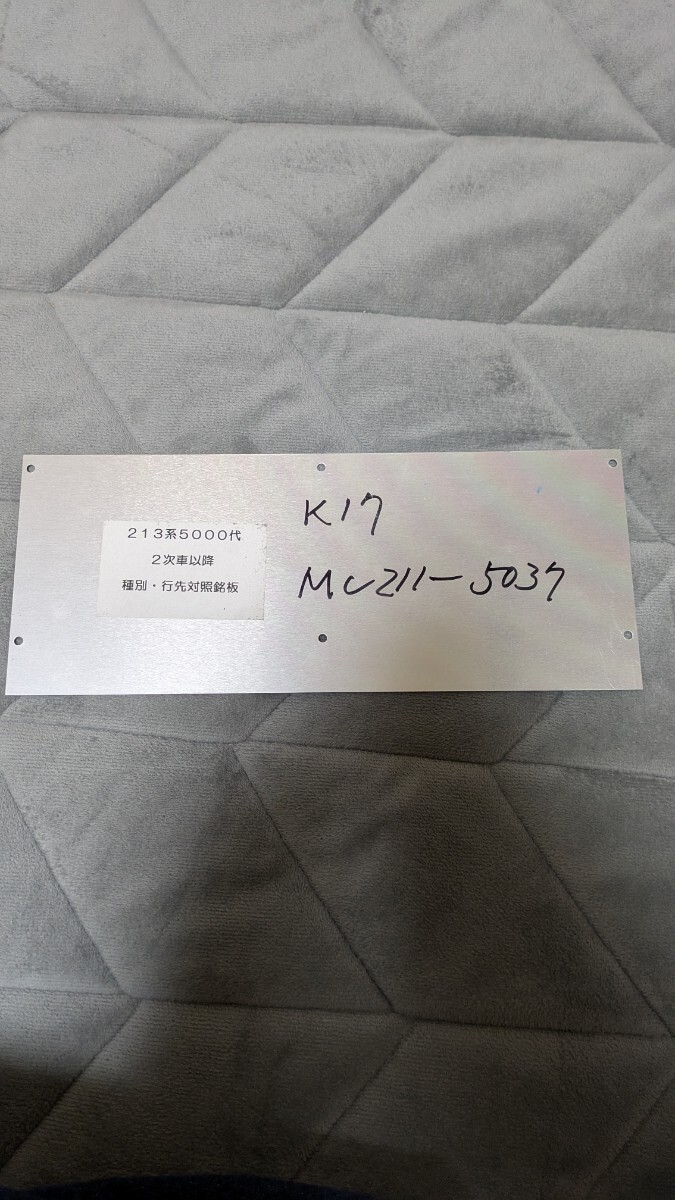 213系5000代
2次車以降
種別・行先対照銘板
K17
Mc211-5037